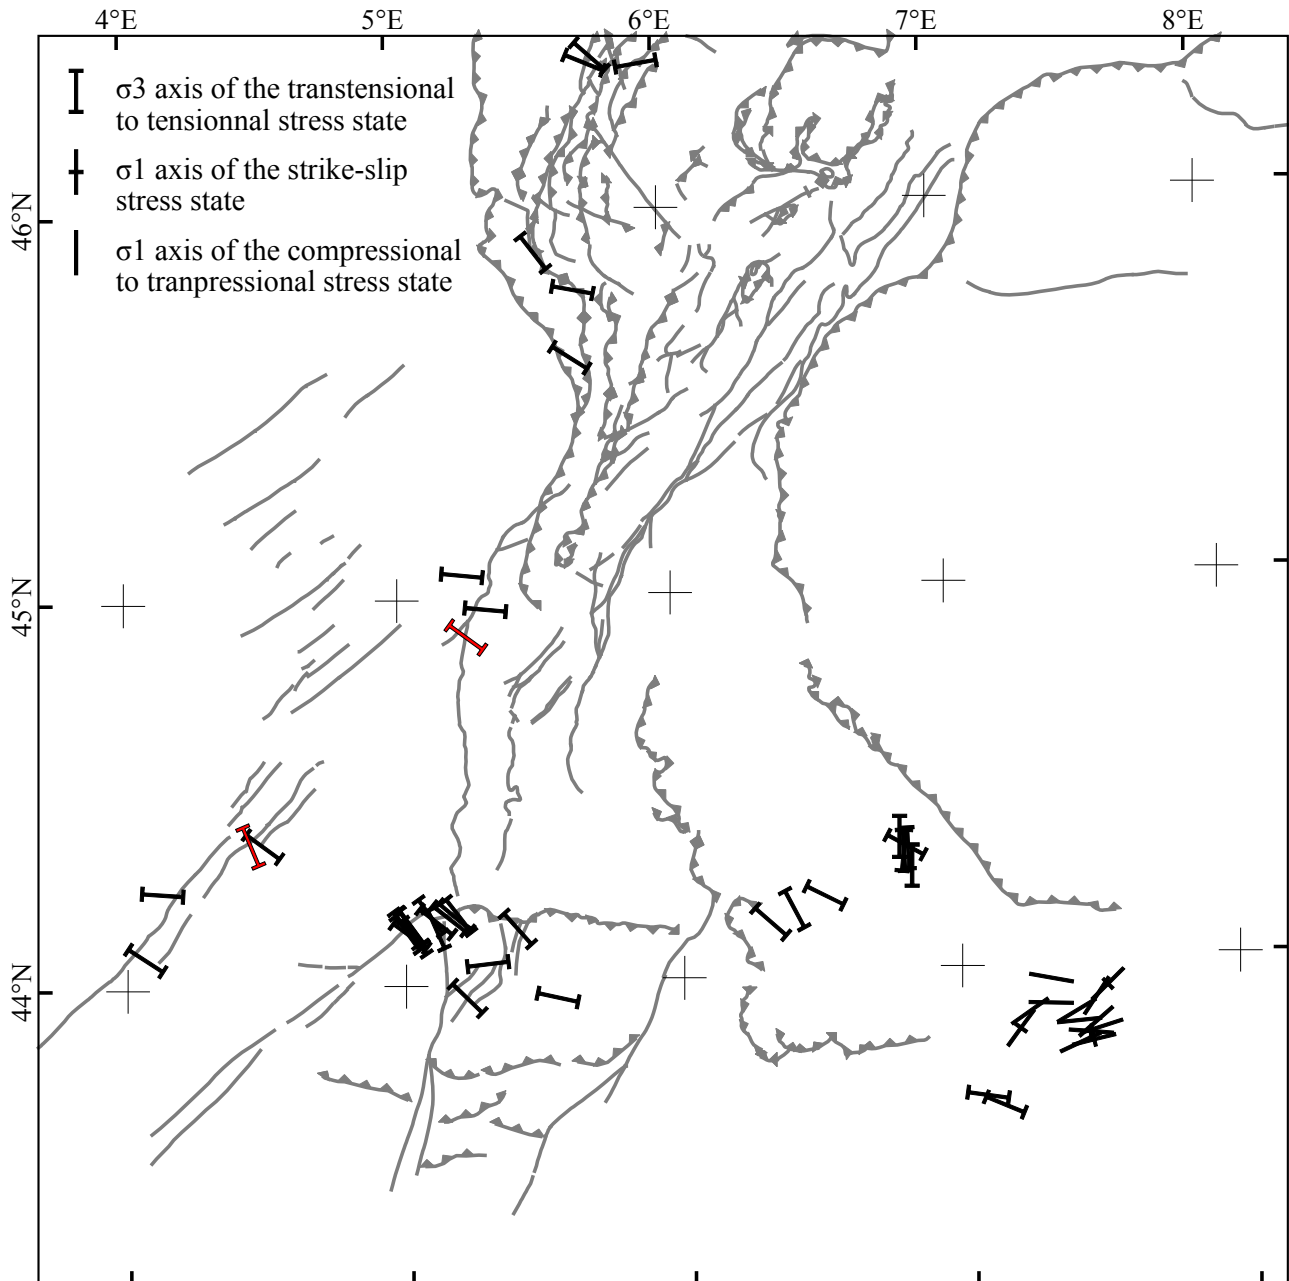 4°E 5°E 6°E 7°E 8°E
σ3 axis of the transtensional
to tensionnal stress state
σ1 axis of the strike-slip
stress state
σ1 axis of the compressional
to tranpressional stress state
46°N
45°N
44°N